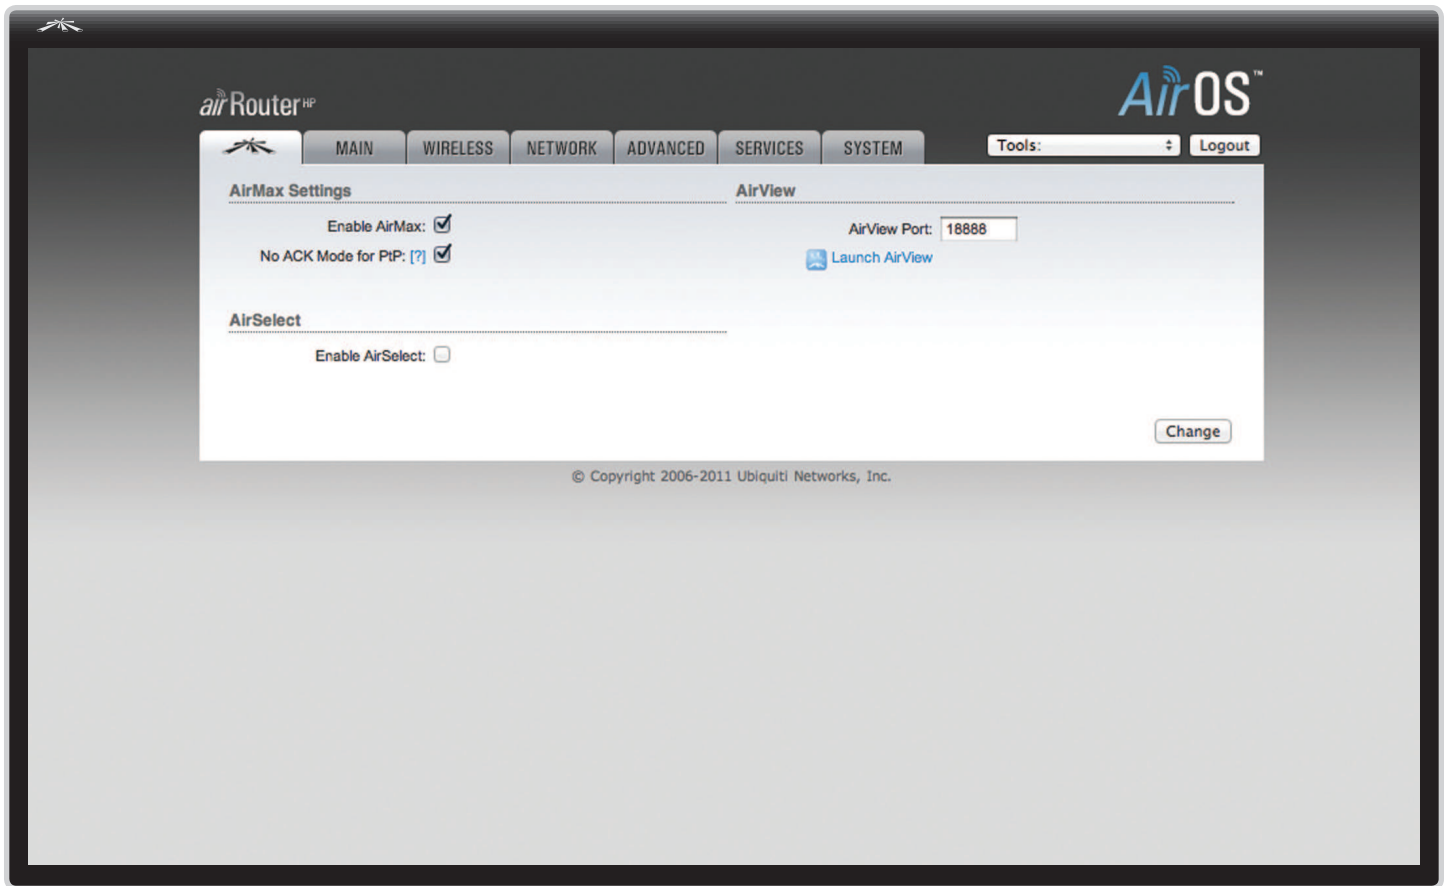 airRouter HP
AirOS™
MAIN WIRELESS NETWORK ADVANCED SERVICES SYSTEM Tools: Logout
AirMax Settings
Enable AirMax:
No ACK Mode for PtP: [?]
AirView
AirView Port: 18888
Launch AirView
AirSelect
Enable AirSelect:
Change
© Copyright 2006-2011 Ubiquiti Networks, Inc.